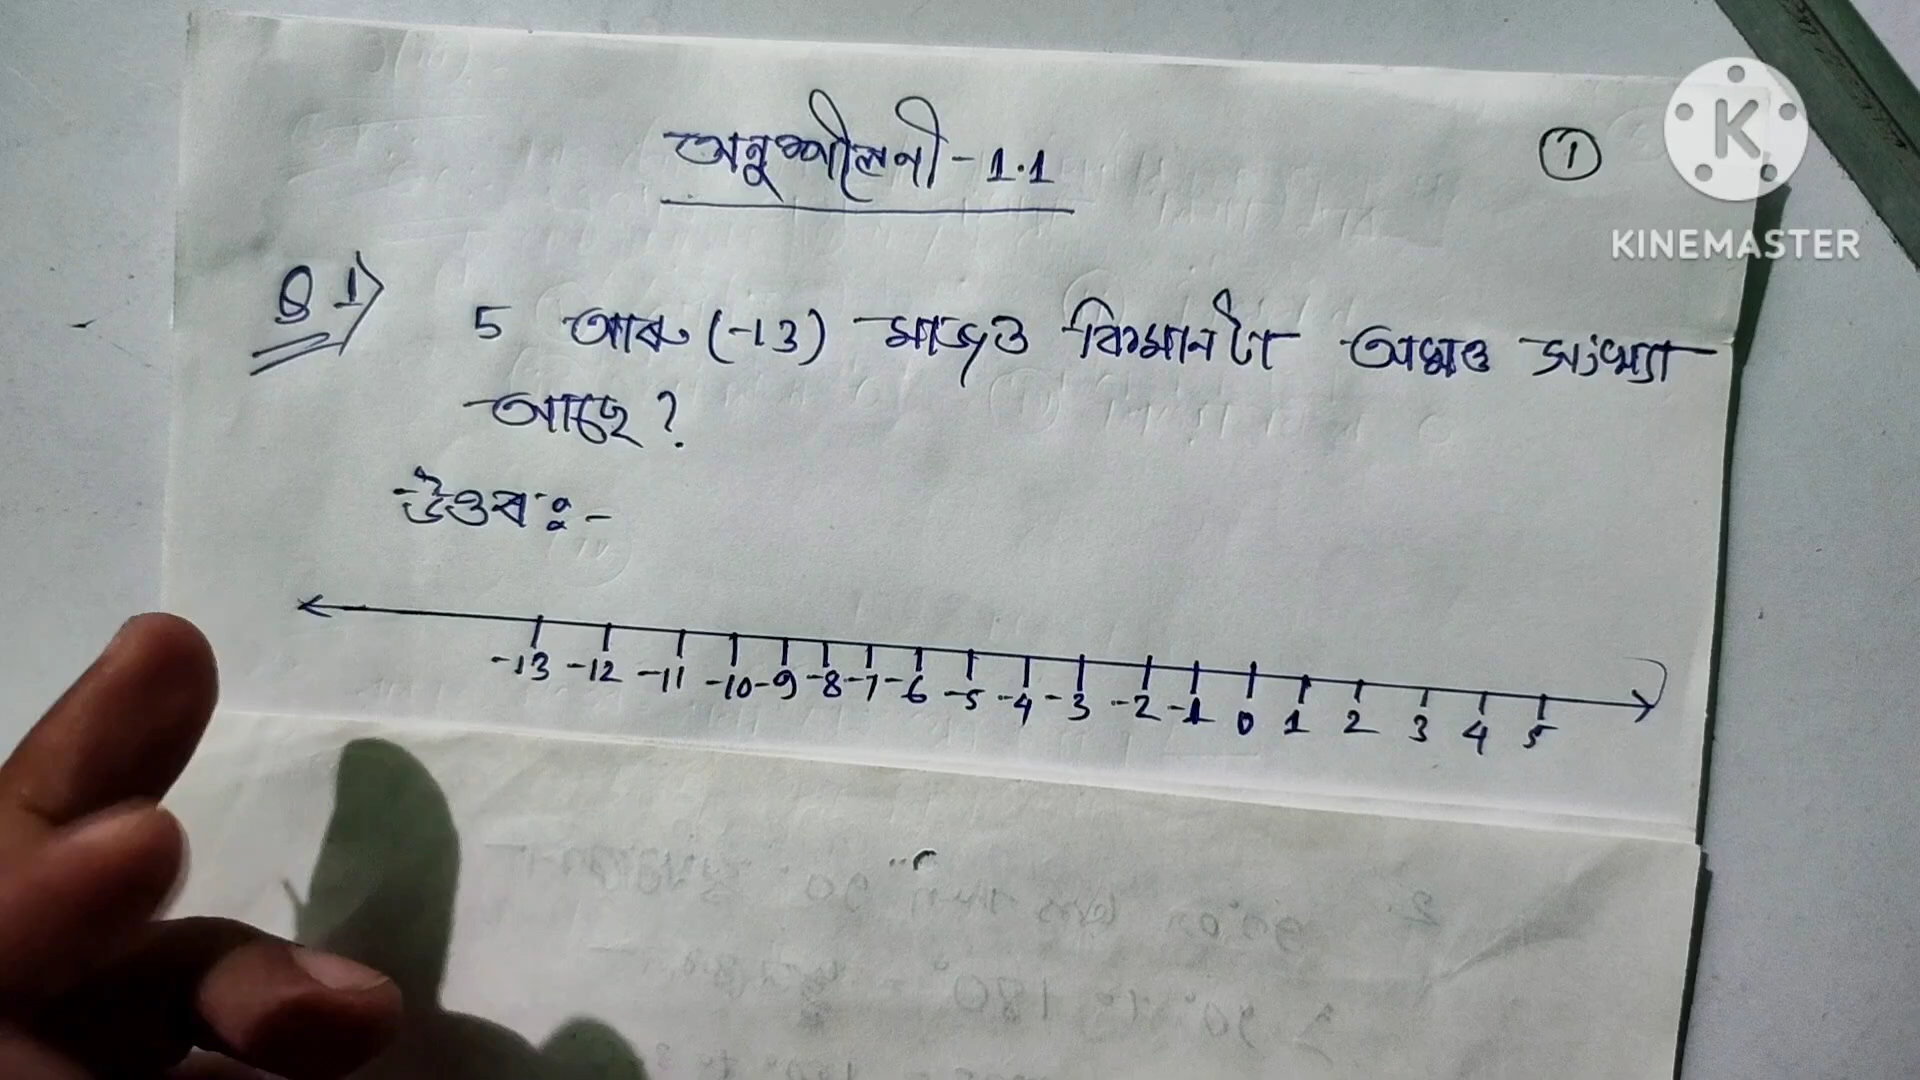 অনুশীলনী - 1.1
1
K
KINEMASTER
Q 1)
5 আৰু (-13) মাজত কিমানটা অখণ্ড সংখ্যা
আছে?
উত্তৰঃ-
-13 -12 -11 -10 -9 -8 -7 -6 -5 -4 -3 -2 -1 0 1 2 3 4 5